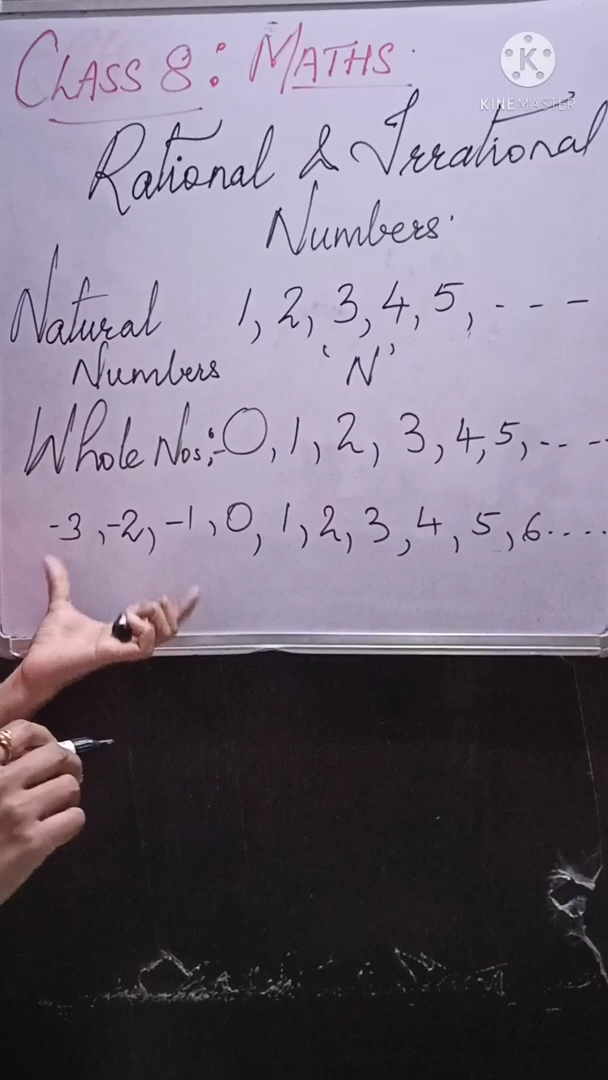 CLASS 8: MATHS.
KINEMASTER
Rational & Irrational
Numbers.
Natural 1, 2, 3, 4, 5, - - -
Numbers 'N'
Whole Nos;- 0, 1, 2, 3, 4, 5, - - - -
-3, -2, -1, 0, 1, 2, 3, 4, 5, 6....